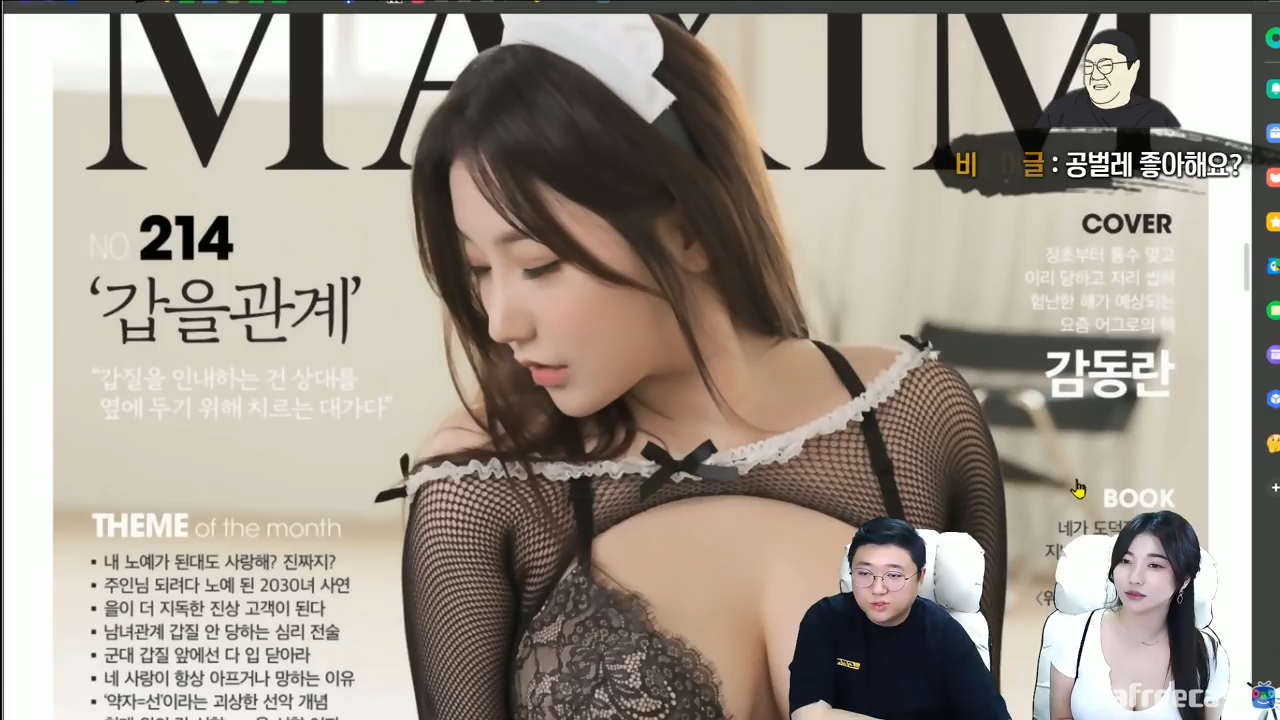 MAXIM
비 글 : 공벌레 좋아해요?
NO 214
‘갑을관계’
“갑질을 인내하는 건 상대를
옆에 두기 위해 치르는 대가다”
THEME of the month
▪ 내 노예가 된대도 사랑해? 진짜지?
▪ 주인님 되려다 노예 된 2030녀 사연
▪ 을이 더 지독한 진상 고객이 된다
▪ 남녀관계 갑질 안 당하는 심리 전술
▪ 군대 갑질 앞에선 다 입 닫아라
▪ 네 사랑이 항상 아프거나 망하는 이유
▪ ‘약자=선’이라는 괴상한 선악 개념
COVER
정초부터 통수 맞고
이리 당하고 저리 씹혀
험난한 해가 예상되는
요즘 어그로의 핵
감동란
BOOK
네가
afreeca